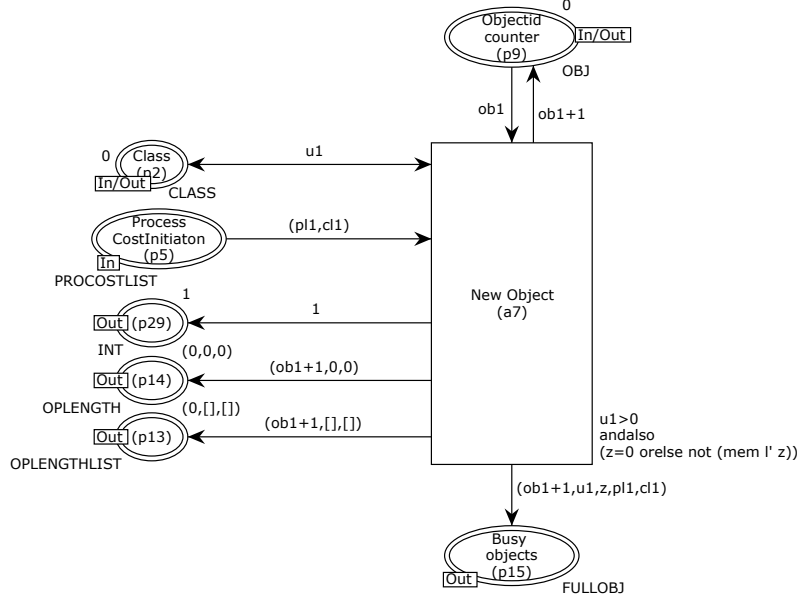 0
Objectid
counter
(p9)
In/Out
OBJ
ob1
ob1+1
0
Class
(p2)
In/Out
CLASS
u1
Process
CostInitiaton
(p5)
In
PROCOSTLIST
(pl1,cl1)
1
Out
(p29)
INT
1
(0,0,0)
Out
(p14)
OPLENGTH
(ob1+1,0,0)
(0,[],[])
Out
(p13)
OPLENGTHLIST
(ob1+1,[],[])
New Object
(a7)
u1>0
andalso
(z=0 orelse not (mem l' z))
(ob1+1,u1,z,pl1,cl1)
Busy
objects
(p15)
Out
FULLOBJ